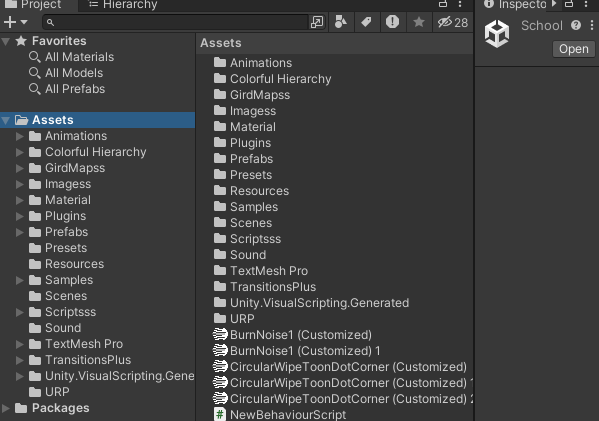 Project
Hierarchy
Inspecto
28
School
Open
Favorites
All Materials
All Models
All Prefabs
Assets
Animations
Colorful Hierarchy
GirdMapss
Imagess
Material
Plugins
Prefabs
Presets
Resources
Samples
Scenes
Scriptsss
Sound
TextMesh Pro
TransitionsPlus
Unity.VisualScripting.Gene
URP
Packages
Assets
Animations
Colorful Hierarchy
GirdMapss
Imagess
Material
Plugins
Prefabs
Presets
Resources
Samples
Scenes
Scriptsss
Sound
TextMesh Pro
TransitionsPlus
Unity.VisualScripting.Generated
URP
BurnNoise1 (Customized)
BurnNoise1 (Customized) 1
CircularWipeToonDotCorner (Customized)
CircularWipeToonDotCorner (Customized) 1
CircularWipeToonDotCorner (Customized) 2
NewBehaviourScript